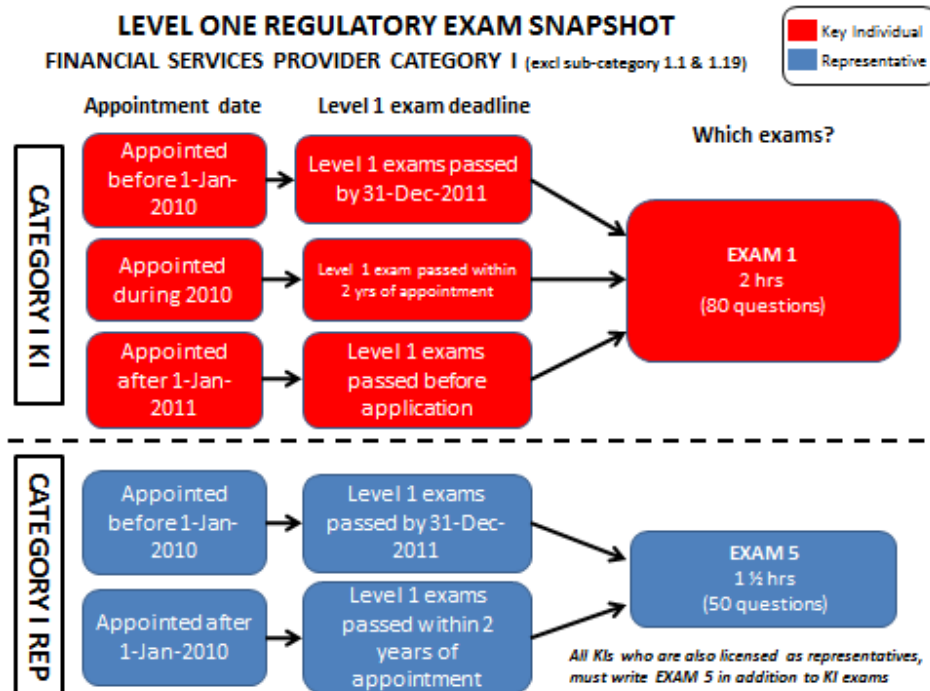 LEVEL ONE REGULATORY EXAM SNAPSHOT
FINANCIAL SERVICES PROVIDER CATEGORY I (excl sub-category 1.1 & 1.19)
Key Individual
Representative
Appointment date
Level 1 exam deadline
Which exams?
CATEGORY I KI
Appointed
before 1-Jan-
2010
Level 1 exams passed
by 31-Dec-2011
Appointed
during 2010
Level 1 exam passed within
2 yrs of appointment
Appointed
after 1-Jan-
2011
Level 1 exams
passed before
application
EXAM 1
2 hrs
(80 questions)
CATEGORY I REP
Appointed
before 1-Jan-
2010
Level 1 exams
passed by 31-Dec-
2011
Appointed after
1-Jan-2010
Level 1 exams
passed within 2
years of
appointment
EXAM 5
1 ½ hrs
(50 questions)
All KIs who are also licensed as representatives,
must write EXAM 5 in addition to KI exams